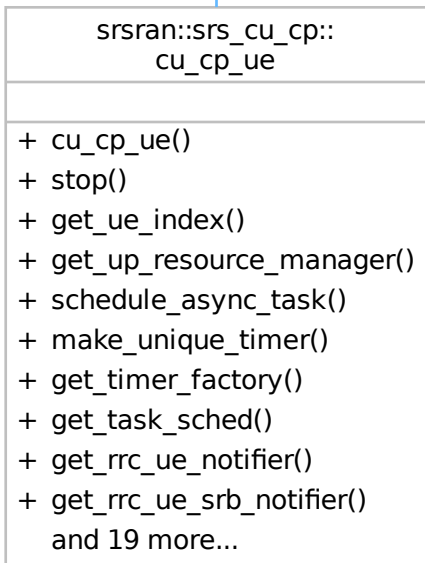 srsran::srs_cu_cp::
cu_cp_ue
+ cu_cp_ue()
+ stop()
+ get_ue_index()
+ get_up_resource_manager()
+ schedule_async_task()
+ make_unique_timer()
+ get_timer_factory()
+ get_task_sched()
+ get_rrc_ue_notifier()
+ get_rrc_ue_srb_notifier()
and 19 more...